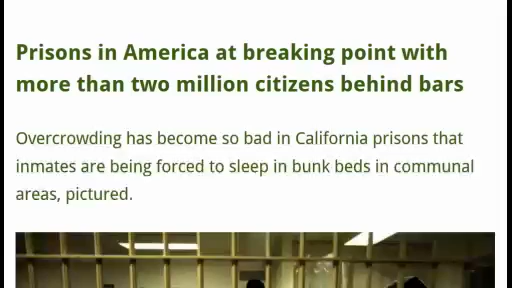 Prisons in America at breaking point with
more than two million citizens behind bars
Overcrowding has become so bad in California prisons that
inmates are being forced to sleep in bunk beds in communal
areas, pictured.